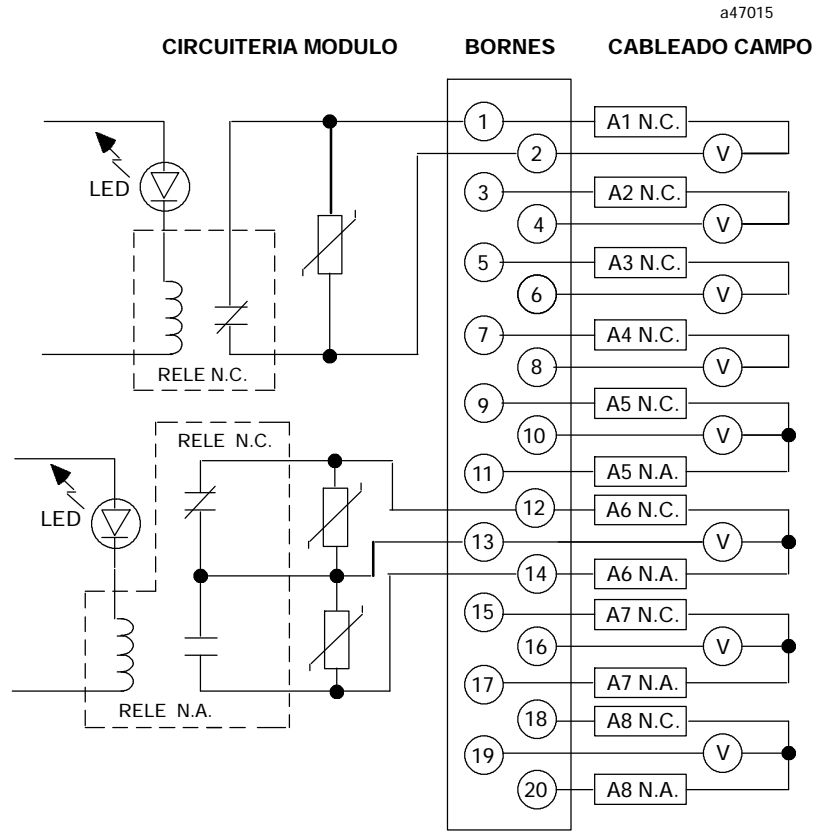 a47015
CIRCUITERIA MODULO BORNES CABLEADO CAMPO
1 A1 N.C.
2 V
LED
3 A2 N.C.
4 V
5 A3 N.C.
6 V
7 A4 N.C.
8 V
RELE N.C.
9 A5 N.C.
10 V
RELE N.C.
11 A5 N.A.
12 A6 N.C.
LED
13 V
14 A6 N.A.
15 A7 N.C.
16 V
17 A7 N.A.
RELE N.A.
18 A8 N.C.
19 V
20 A8 N.A.